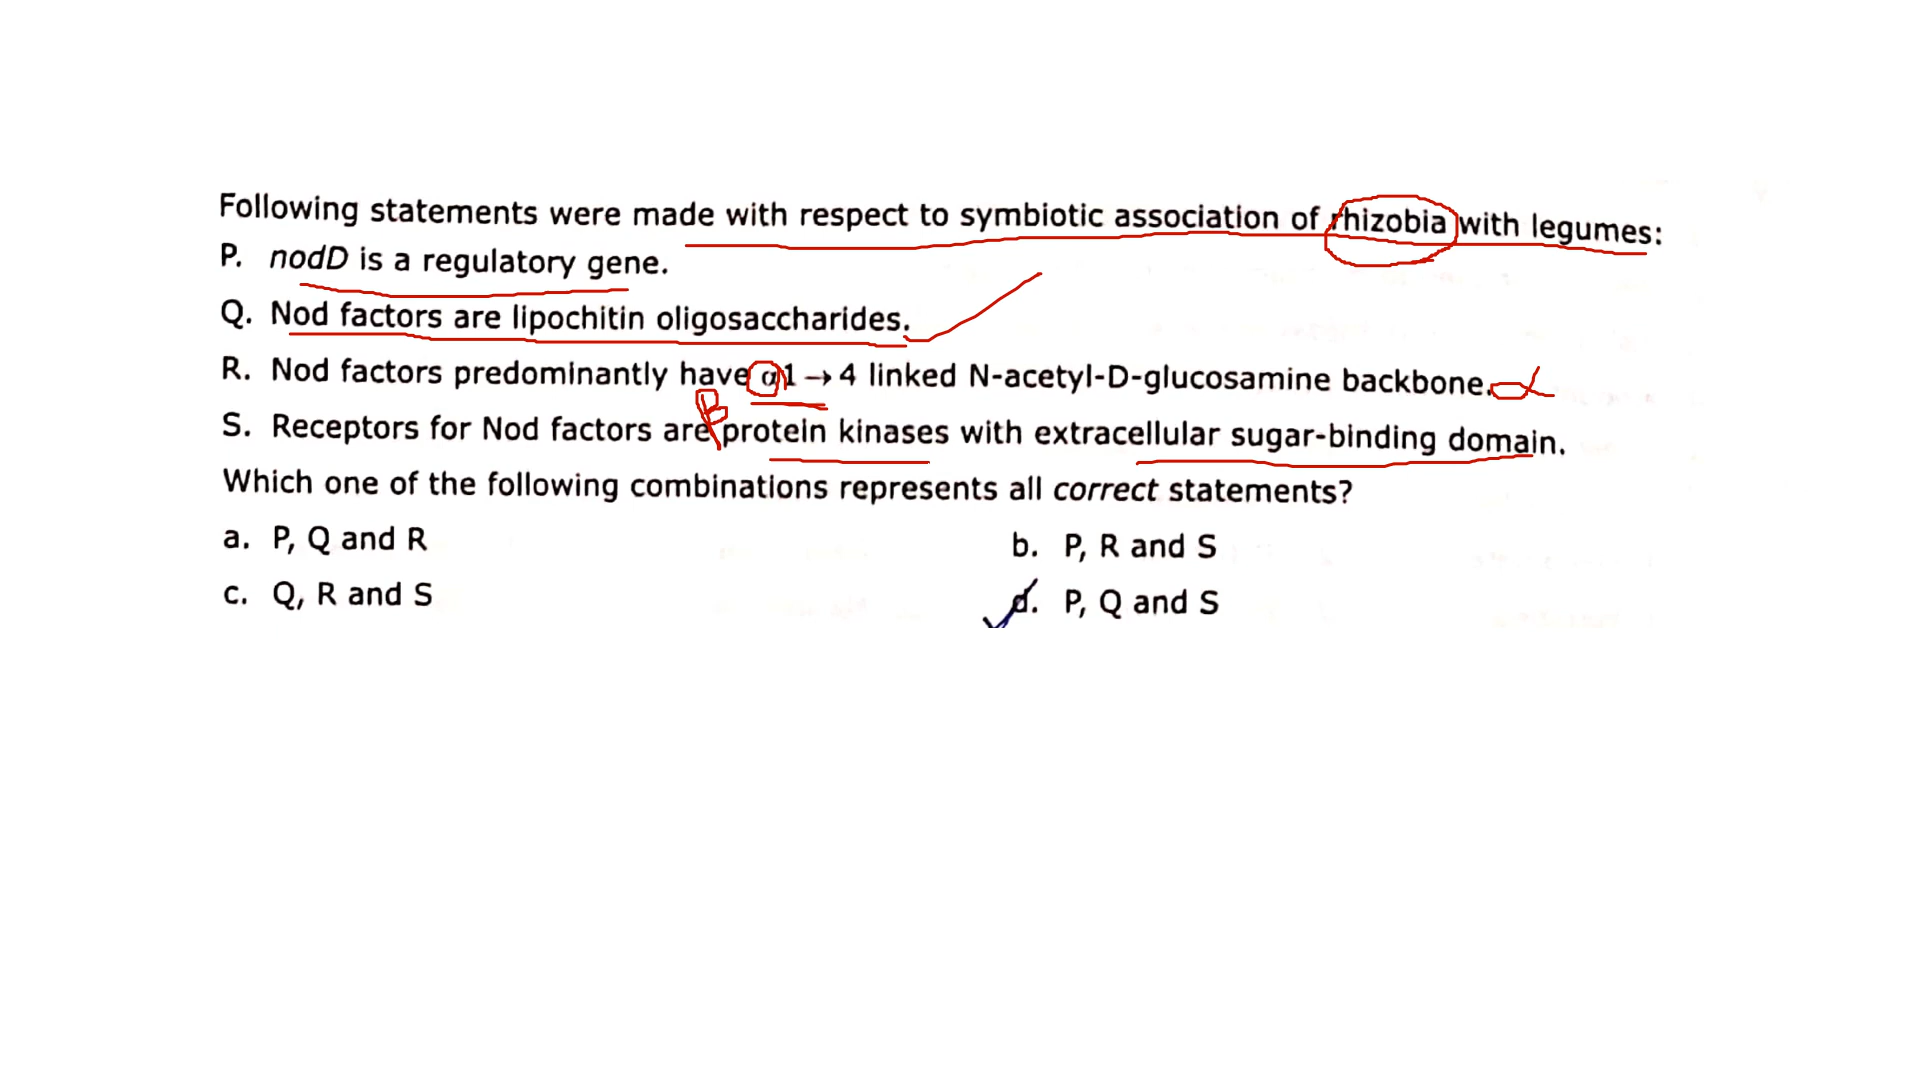 Following statements were made with respect to symbiotic association of rhizobia with legumes:
P. nodD is a regulatory gene.
Q. Nod factors are lipochitin oligosaccharides.
R. Nod factors predominantly have α1 → 4 linked N-acetyl-D-glucosamine backbone. α
β
S. Receptors for Nod factors are protein kinases with extracellular sugar-binding domain.
Which one of the following combinations represents all correct statements?
a. P, Q and R
b. P, R and S
c. Q, R and S
d. P, Q and S